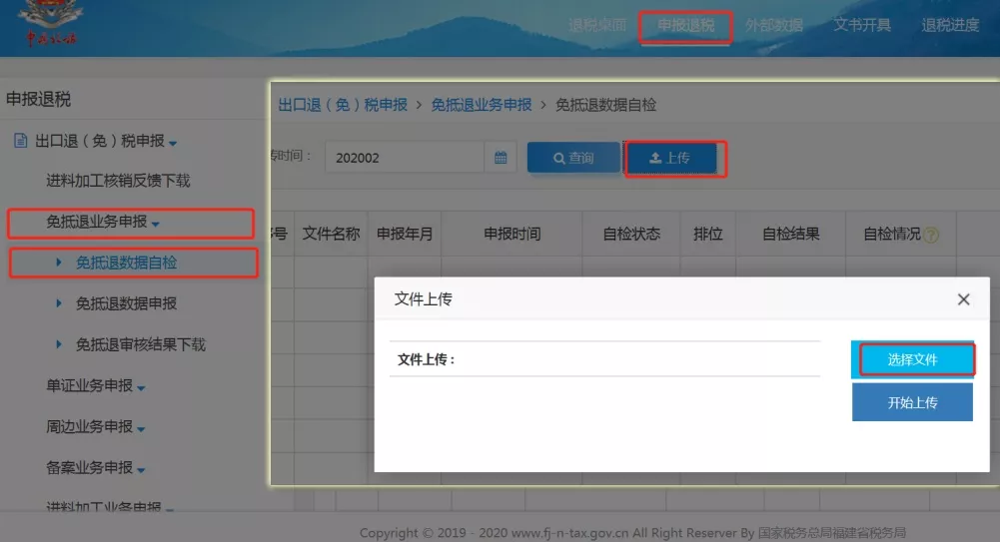 退税桌面 申报退税 外部数据 文书开具 退税进度
申报退税
出口退（免）税申报
进料加工核销反馈下载
免抵退业务申报
免抵退数据自检
免抵退数据申报
免抵退审核结果下载
单证业务申报
周边业务申报
备案业务申报
进料加工业务申报
出口退（免）税申报 > 免抵退业务申报 > 免抵退数据自检
传时间： 202002 查询 上传
号 文件名称 申报年月 申报时间 自检状态 排位 自检结果 自检情况 ?
文件上传 ×
文件上传： 选择文件
开始上传
Copyright © 2019 - 2020 www.fj-n-tax.gov.cn All Right Reserver By 国家税务总局福建省税务局